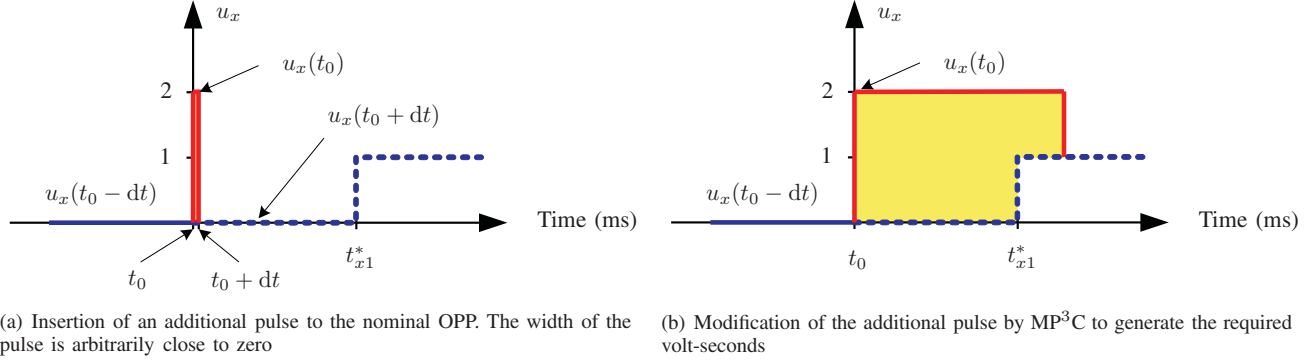 u_x
2
u_x(t_0)
u_x(t_0 + dt)
1
u_x(t_0 − dt)
Time (ms)
t_0
t_0 + dt
t*_{x1}
(a) Insertion of an additional pulse to the nominal OPP. The width of the
pulse is arbitrarily close to zero
u_x
u_x(t_0)
2
1
u_x(t_0 − dt)
Time (ms)
t_0
t*_{x1}
(b) Modification of the additional pulse by MP³C to generate the required
volt-seconds